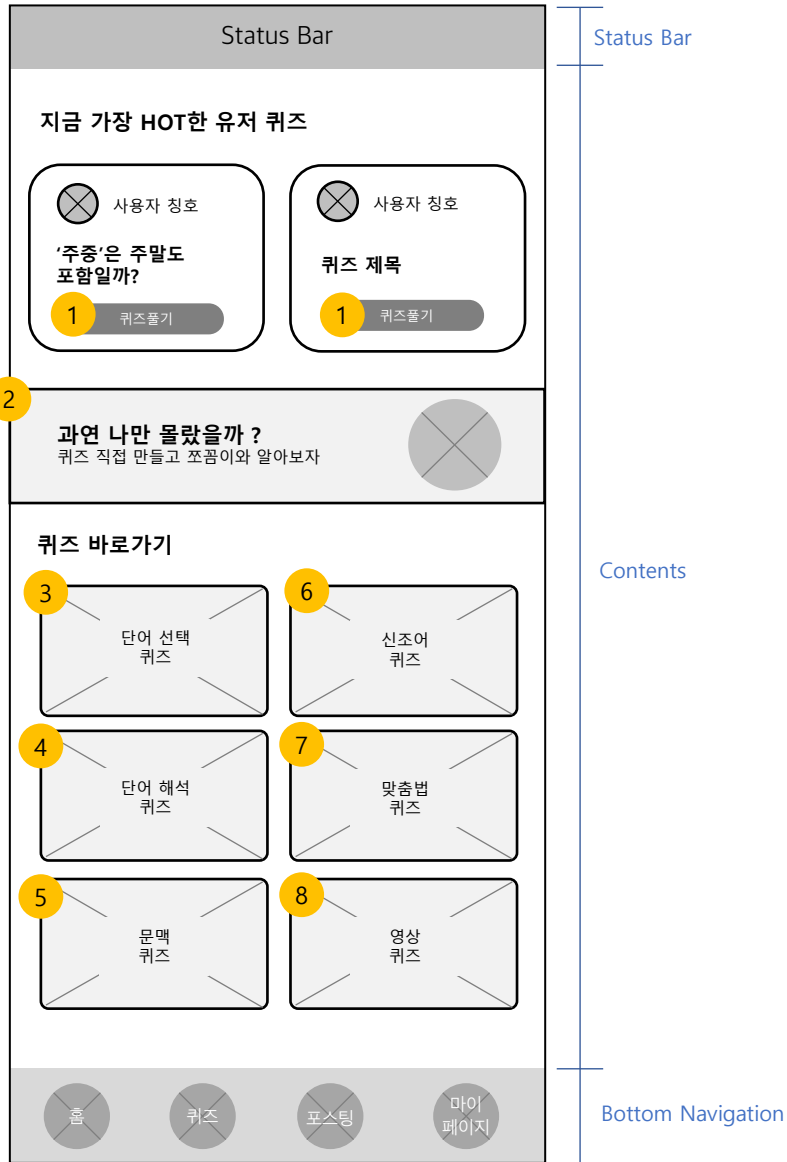 Status Bar
Status Bar
지금 가장 HOT한 유저 퀴즈
사용자 칭호
‘주중’은 주말도
포함일까?
1
퀴즈풀기
사용자 칭호
퀴즈 제목
1
퀴즈풀기
2
과연 나만 몰랐을까 ?
퀴즈 직접 만들고 쪼꼼이와 알아보자
Contents
퀴즈 바로가기
3
단어 선택
퀴즈
6
신조어
퀴즈
4
단어 해석
퀴즈
7
맞춤법
퀴즈
5
문맥
퀴즈
8
영상
퀴즈
홈
퀴즈
포스팅
마이
페이지
Bottom Navigation